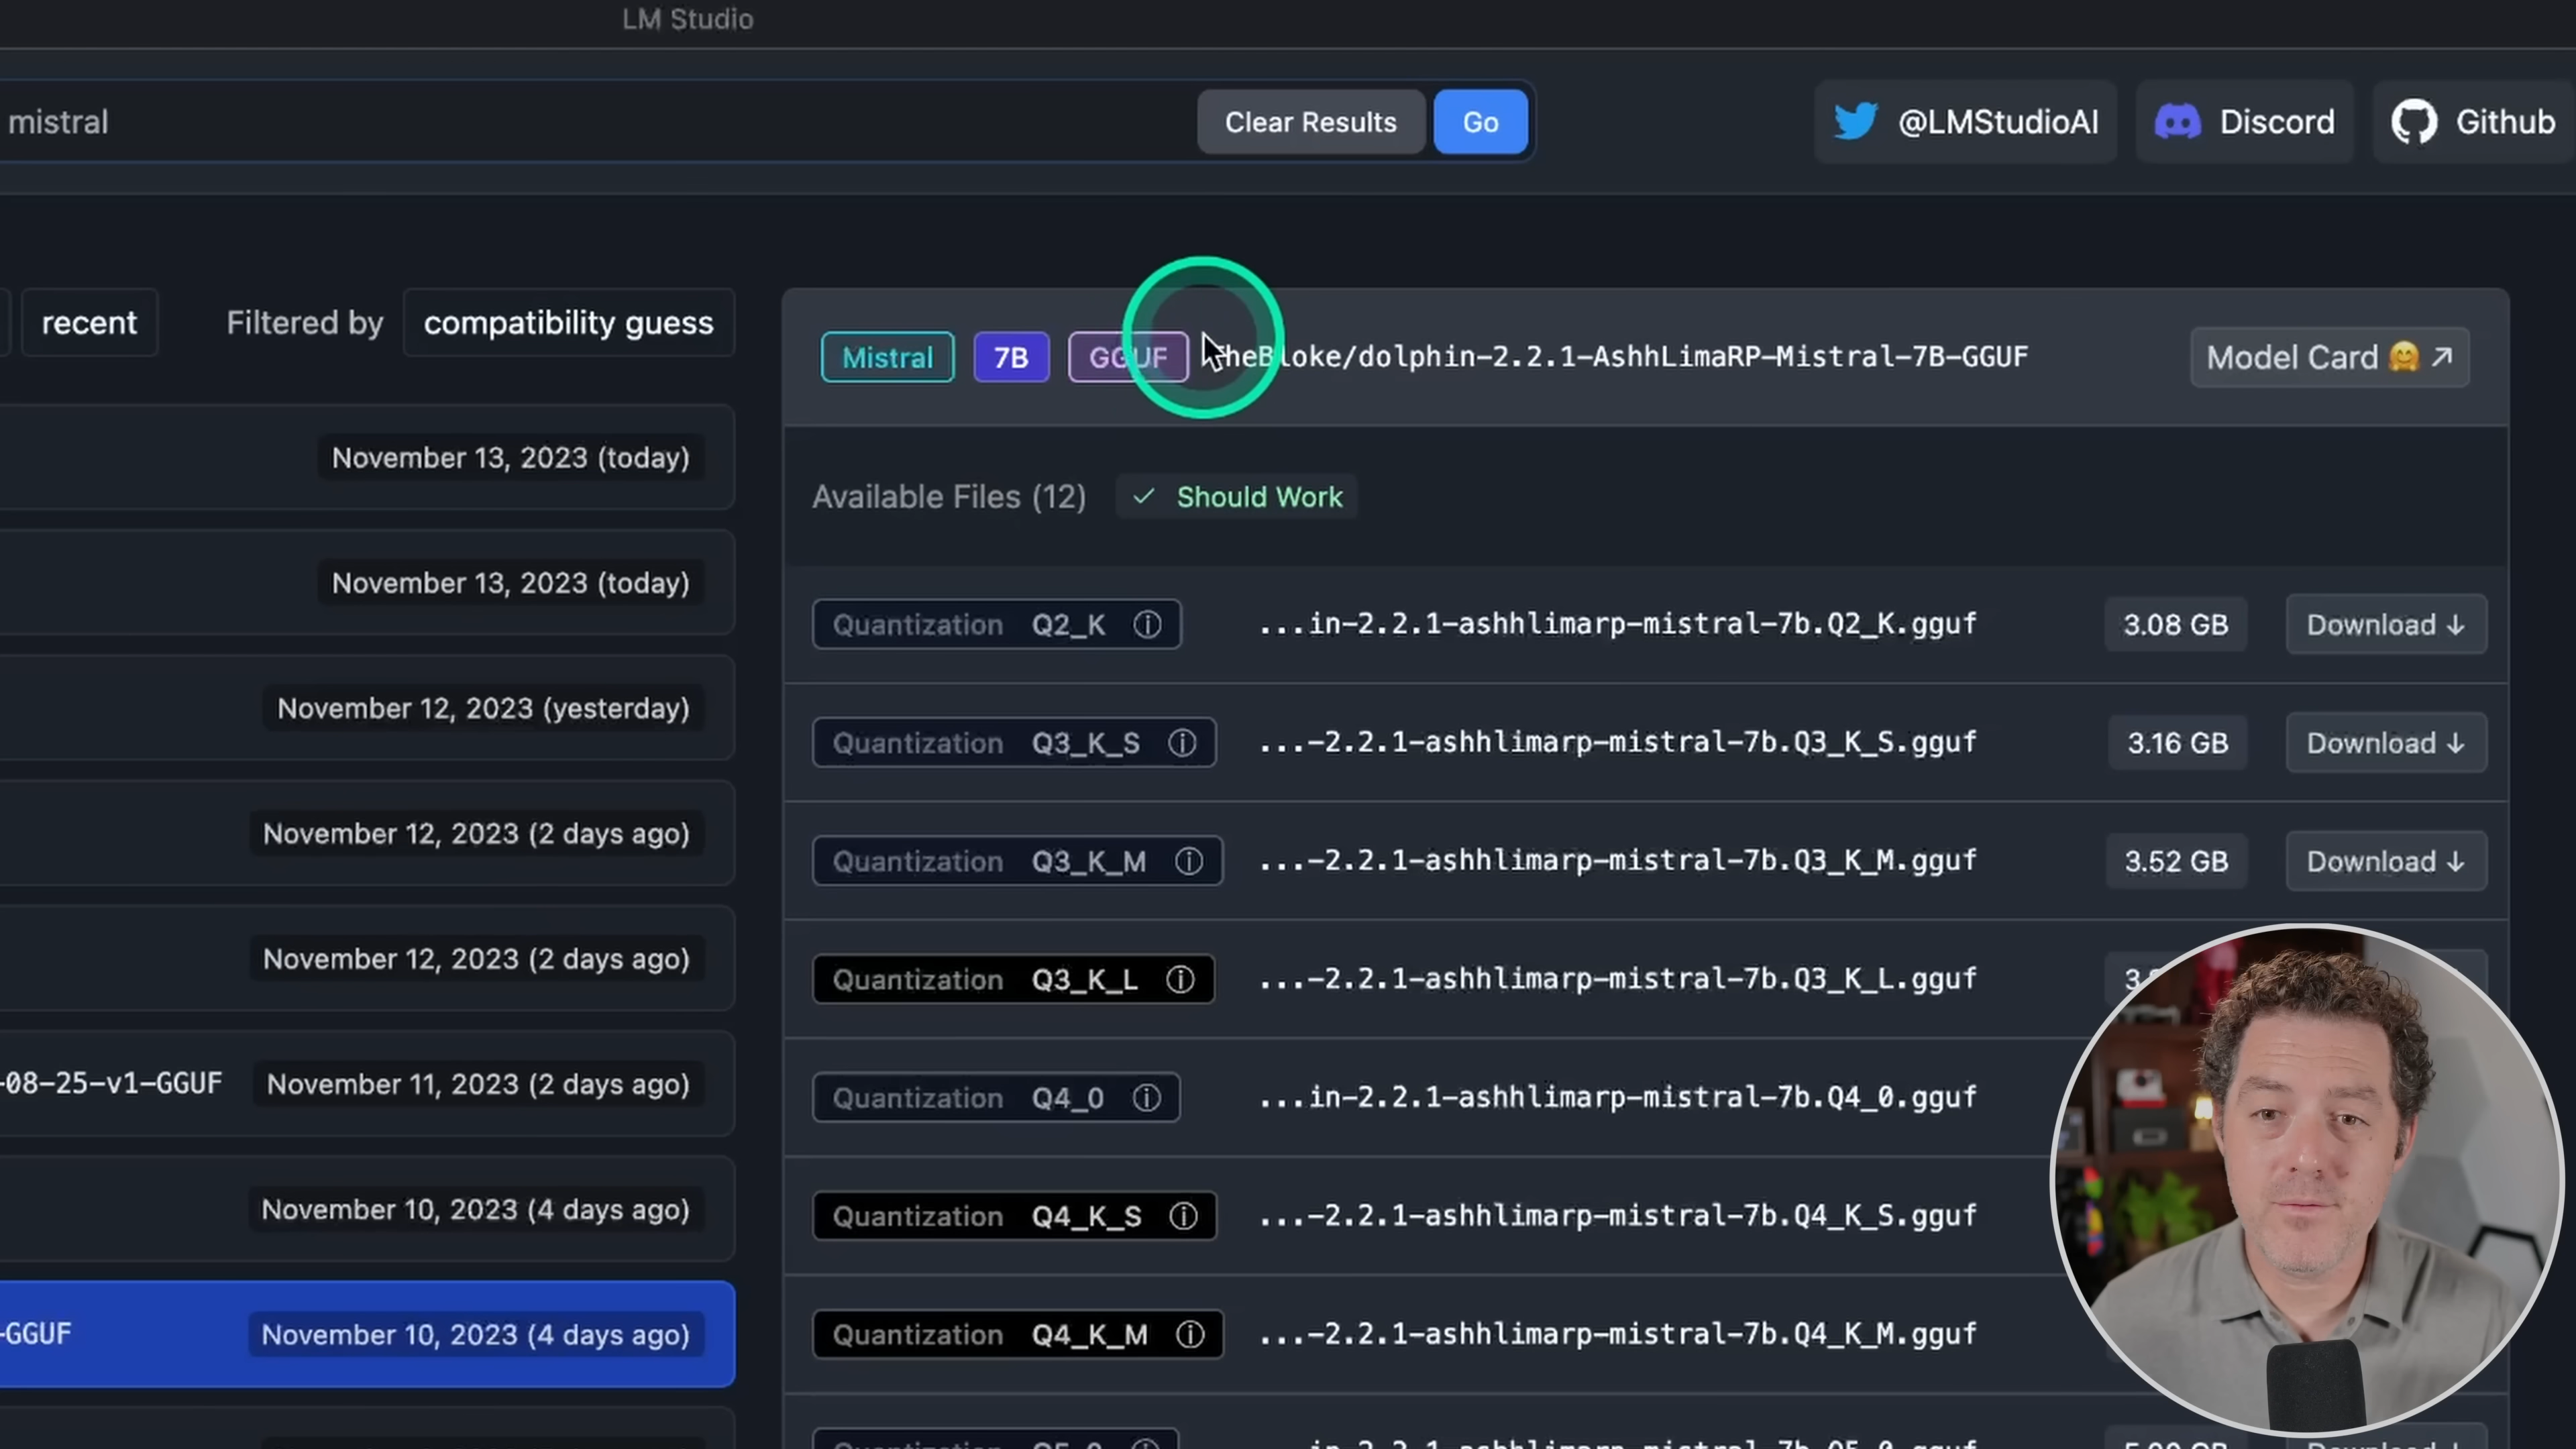 LM Studio
mistral
Clear Results
Go
@LMStudioAI
Discord
Github
recent
Filtered by
compatibility guess
November 13, 2023 (today)
November 13, 2023 (today)
November 12, 2023 (yesterday)
November 12, 2023 (2 days ago)
November 12, 2023 (2 days ago)
-08-25-v1-GGUF November 11, 2023 (2 days ago)
November 10, 2023 (4 days ago)
-GGUF November 10, 2023 (4 days ago)
Mistral 7B GGUF TheBloke/dolphin-2.2.1-AshhLimaRP-Mistral-7B-GGUF Model Card
Available Files (12) Should Work
Quantization Q2_K ...in-2.2.1-ashhlimarp-mistral-7b.Q2_K.gguf 3.08 GB Download
Quantization Q3_K_S ...-2.2.1-ashhlimarp-mistral-7b.Q3_K_S.gguf 3.16 GB Download
Quantization Q3_K_M ...-2.2.1-ashhlimarp-mistral-7b.Q3_K_M.gguf 3.52 GB Download
Quantization Q3_K_L ...-2.2.1-ashhlimarp-mistral-7b.Q3_K_L.gguf
Quantization Q4_0 ...in-2.2.1-ashhlimarp-mistral-7b.Q4_0.gguf
Quantization Q4_K_S ...-2.2.1-ashhlimarp-mistral-7b.Q4_K_S.gguf
Quantization Q4_K_M ...-2.2.1-ashhlimarp-mistral-7b.Q4_K_M.gguf